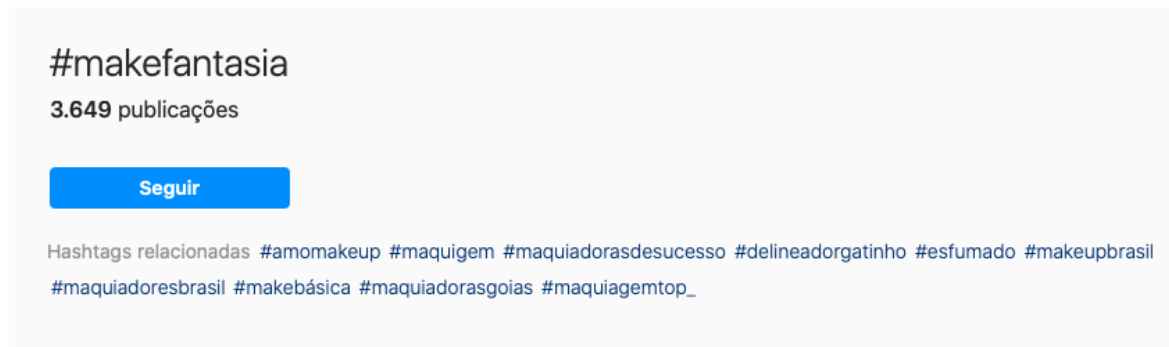 #makefantasia
3.649 publicações
Seguir
Hashtags relacionadas #amomakeup #maquigem #maquiadorasdesucesso #delineadorgatinho #esfumado #makeupbrasil
#maquiadoresbrasil #makebásica #maquiadorasgoias #maquiagemtop_